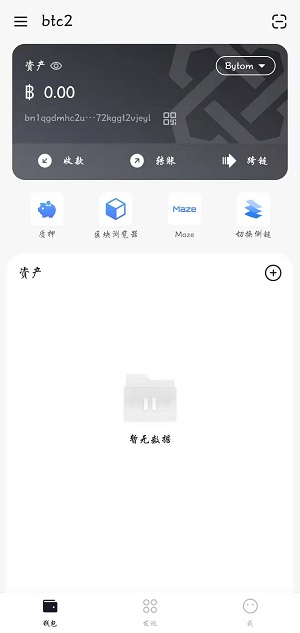 btc2
资产
Bytom
฿ 0.00
bn1qgdmhc2u···72kggt2vjeyl
收款
转账
跨链
质押
区块浏览器
Maze
Maze
切换侧链
资产
暂无数据
钱包
发现
我